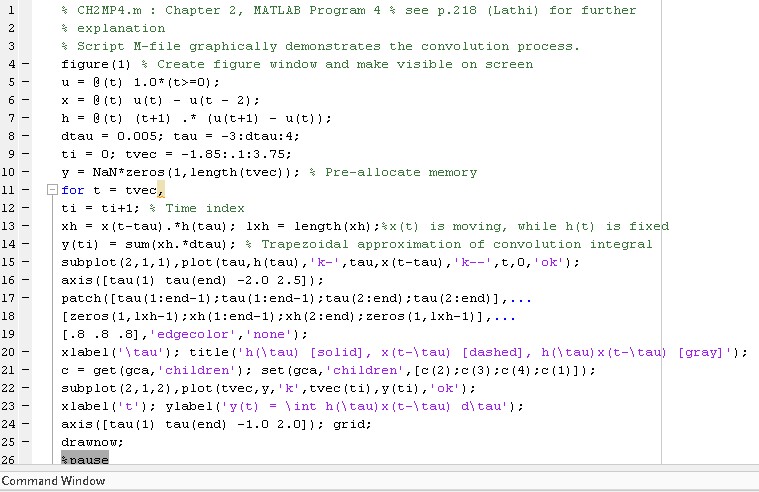 1 % CH2MP4.m : Chapter 2, MATLAB Program 4 % see p.218 (Lathi) for further
2 % explanation
3 % Script M-file graphically demonstrates the convolution process.
4 - figure(1) % Create figure window and make visible on screen
5 - u = @(t) 1.0*(t>=0);
6 - x = @(t) u(t) - u(t - 2);
7 - h = @(t) (t+1) .* (u(t+1) - u(t));
8 - dtau = 0.005; tau = -3:dtau:4;
9 - ti = 0; tvec = -1.85:.1:3.75;
10 - y = NaN*zeros(1,length(tvec)); % Pre-allocate memory
11 - for t = tvec,
12 - ti = ti+1; % Time index
13 - xh = x(t-tau).*h(tau); lxh = length(xh);%x(t) is moving, while h(t) is fixed
14 - y(ti) = sum(xh.*dtau); % Trapezoidal approximation of convolution integral
15 - subplot(2,1,1),plot(tau,h(tau),'k-',tau,x(t-tau),'k--',t,0,'ok');
16 - axis([tau(1) tau(end) -2.0 2.5]);
17 - patch([tau(1:end-1);tau(1:end-1);tau(2:end);tau(2:end)],...
18 [zeros(1,lxh-1);xh(1:end-1);xh(2:end);zeros(1,lxh-1)],...
19 [.8 .8 .8],'edgecolor','none');
20 - xlabel('\tau'); title('h(\tau) [solid], x(t-\tau) [dashed], h(\tau)x(t-\tau) [gray]');
21 - c = get(gca,'children'); set(gca,'children',[c(2);c(3);c(4);c(1)]);
22 - subplot(2,1,2),plot(tvec,y,'k',tvec(ti),y(ti),'ok');
23 - xlabel('t'); ylabel('y(t) = \int h(\tau)x(t-\tau) d\tau');
24 - axis([tau(1) tau(end) -1.0 2.0]); grid;
25 - drawnow;
26 %pause
Command Window